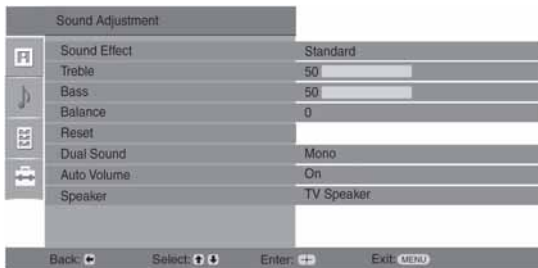 Sound Adjustment
Sound Effect Standard
Treble 50
Bass 50
Balance 0
Reset
Dual Sound Mono
Auto Volume On
Speaker TV Speaker
Back: Select: Enter: Exit: MENU